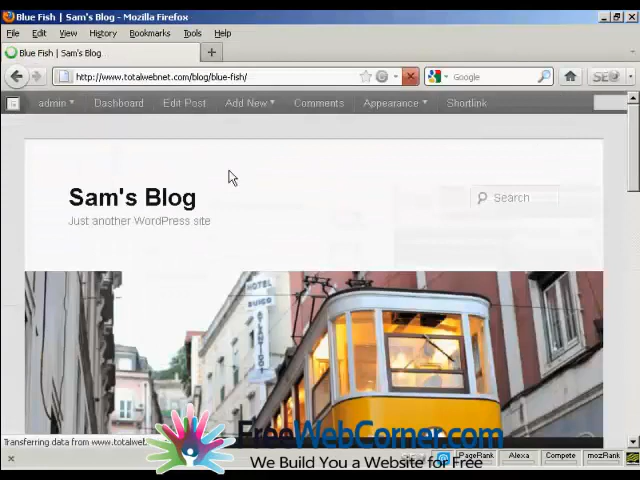 Blue Fish | Sam's Blog - Mozilla Firefox
File Edit View History Bookmarks Tools Help
Blue Fish | Sam's Blog
http://www.totalwebnet.com/blog/blue-fish/
Google
admin Dashboard Edit Post Add New Comments Appearance Shortlink
Sam's Blog
Search
Just another WordPress site
HOTEL
Transferring data from www.totalweb
FreeWebCorner.com
PageRank Alexa Compete mozRank
We Build You a Website for Free